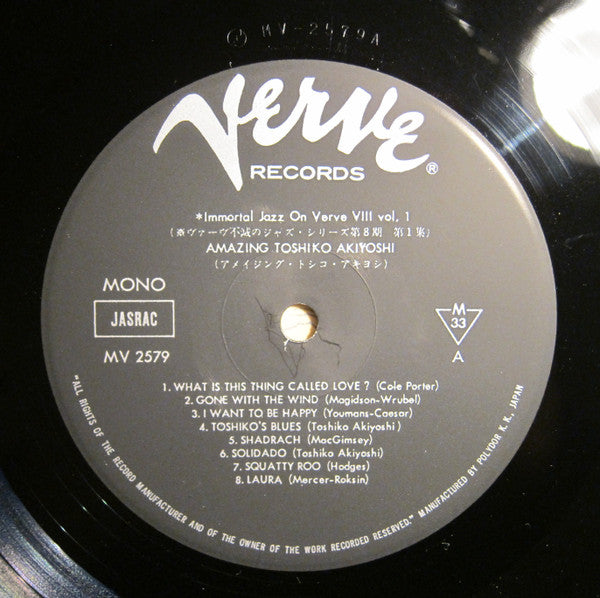 Ⓙ MV-2579A
Verve
RECORDS ®
*Immortal Jazz On Verve VIII vol, 1
(※ヴァーヴ不滅のジャズ・シリーズ第8期 第1集)
AMAZING TOSHIKO AKIYOSHI
(アメイジング・トシコ・アキヨシ)
MONO
JASRAC
MV 2579
M
33
A
1. WHAT IS THIS THING CALLED LOVE? (Cole Porter)
2. GONE WITH THE WIND (Magidson-Wrubel)
3. I WANT TO BE HAPPY (Youmans-Caesar)
4. TOSHIKO'S BLUES (Toshiko Akiyoshi)
5. SHADRACH (MacGimsey)
6. SOLIDADO (Toshiko Akiyoshi)
7. SQUATTY ROO (Hodges)
8. LAURA (Mercer-Roksin)
"ALL RIGHTS OF THE RECORD MANUFACTURER AND OF THE OWNER OF THE WORK RECORDED RESERVED." MANUFACTURED BY POLYDOR K. K., JAPAN